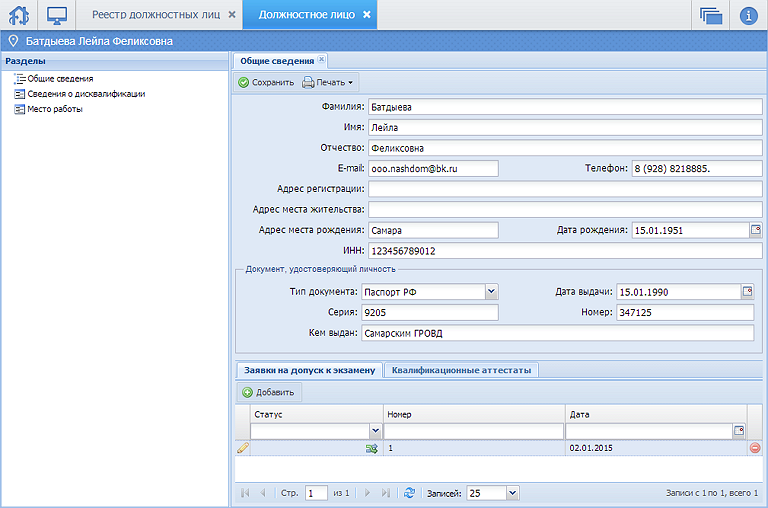 Реестр должностных лиц
Должностное лицо
Батдыева Лейла Феликсовна
Разделы
Общие сведения
Сведения о дисквалификации
Место работы
Общие сведения
Сохранить Печать
Фамилия: Батдыева
Имя: Лейла
Отчество: Феликсовна
E-mail: ooo.nashdom@bk.ru Телефон: 8 (928) 8218885.
Адрес регистрации:
Адрес места жительства:
Адрес места рождения: Самара Дата рождения: 15.01.1951
ИНН: 123456789012
Документ, удостоверяющий личность
Тип документа: Паспорт РФ Дата выдачи: 15.01.1990
Серия: 9205 Номер: 347125
Кем выдан: Самарским ГРОВД
Заявки на допуск к экзамену Квалификационные аттестаты
Добавить
Статус Номер Дата
1 02.01.2015
Стр. 1 из 1 Записей: 25 Записи с 1 по 1, всего 1